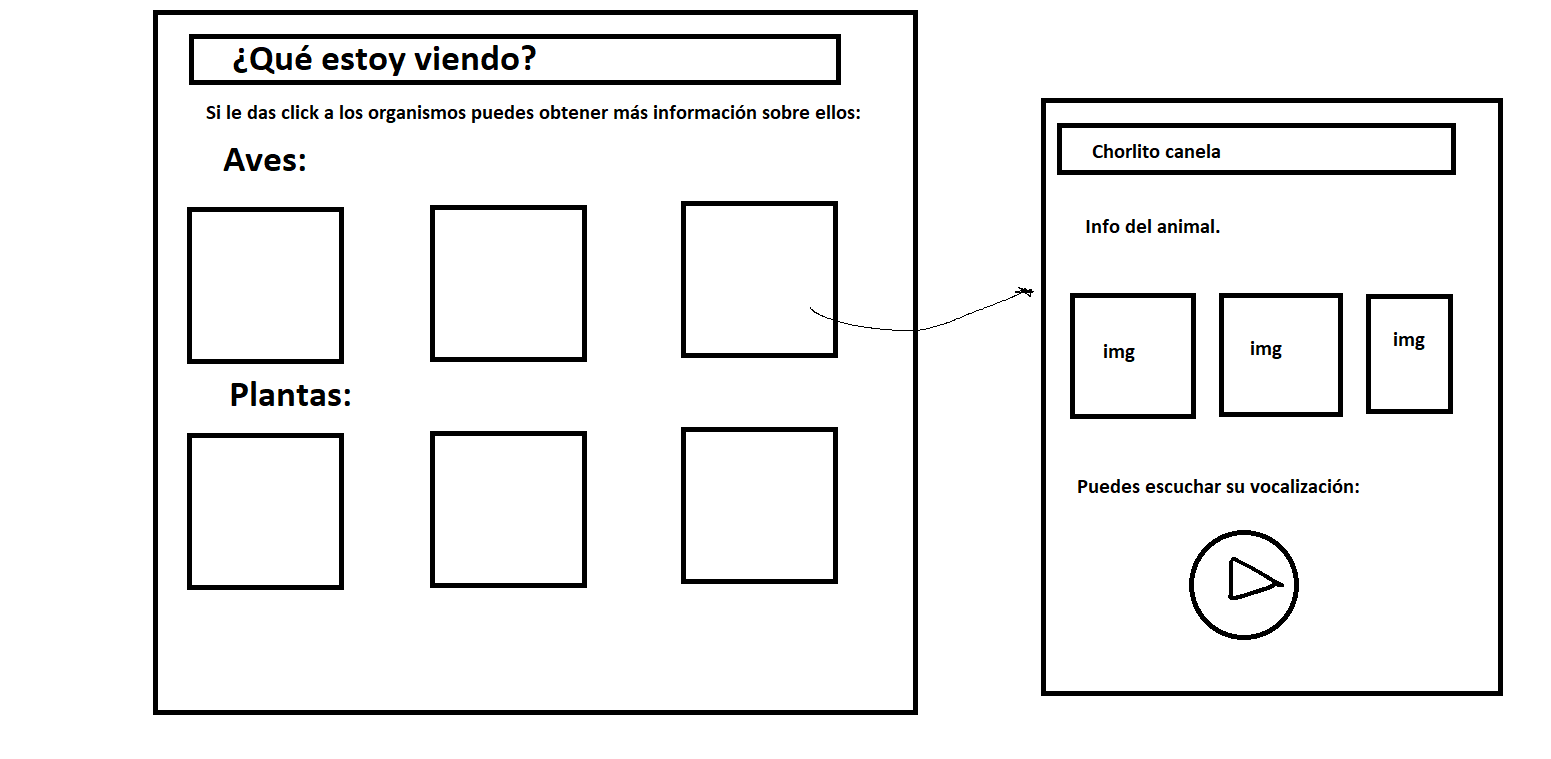 ¿Qué estoy viendo?
Si le das click a los organismos puedes obtener más información sobre ellos:
Aves:
Plantas:
Chorlito canela
Info del animal.
img
img
img
Puedes escuchar su vocalización: